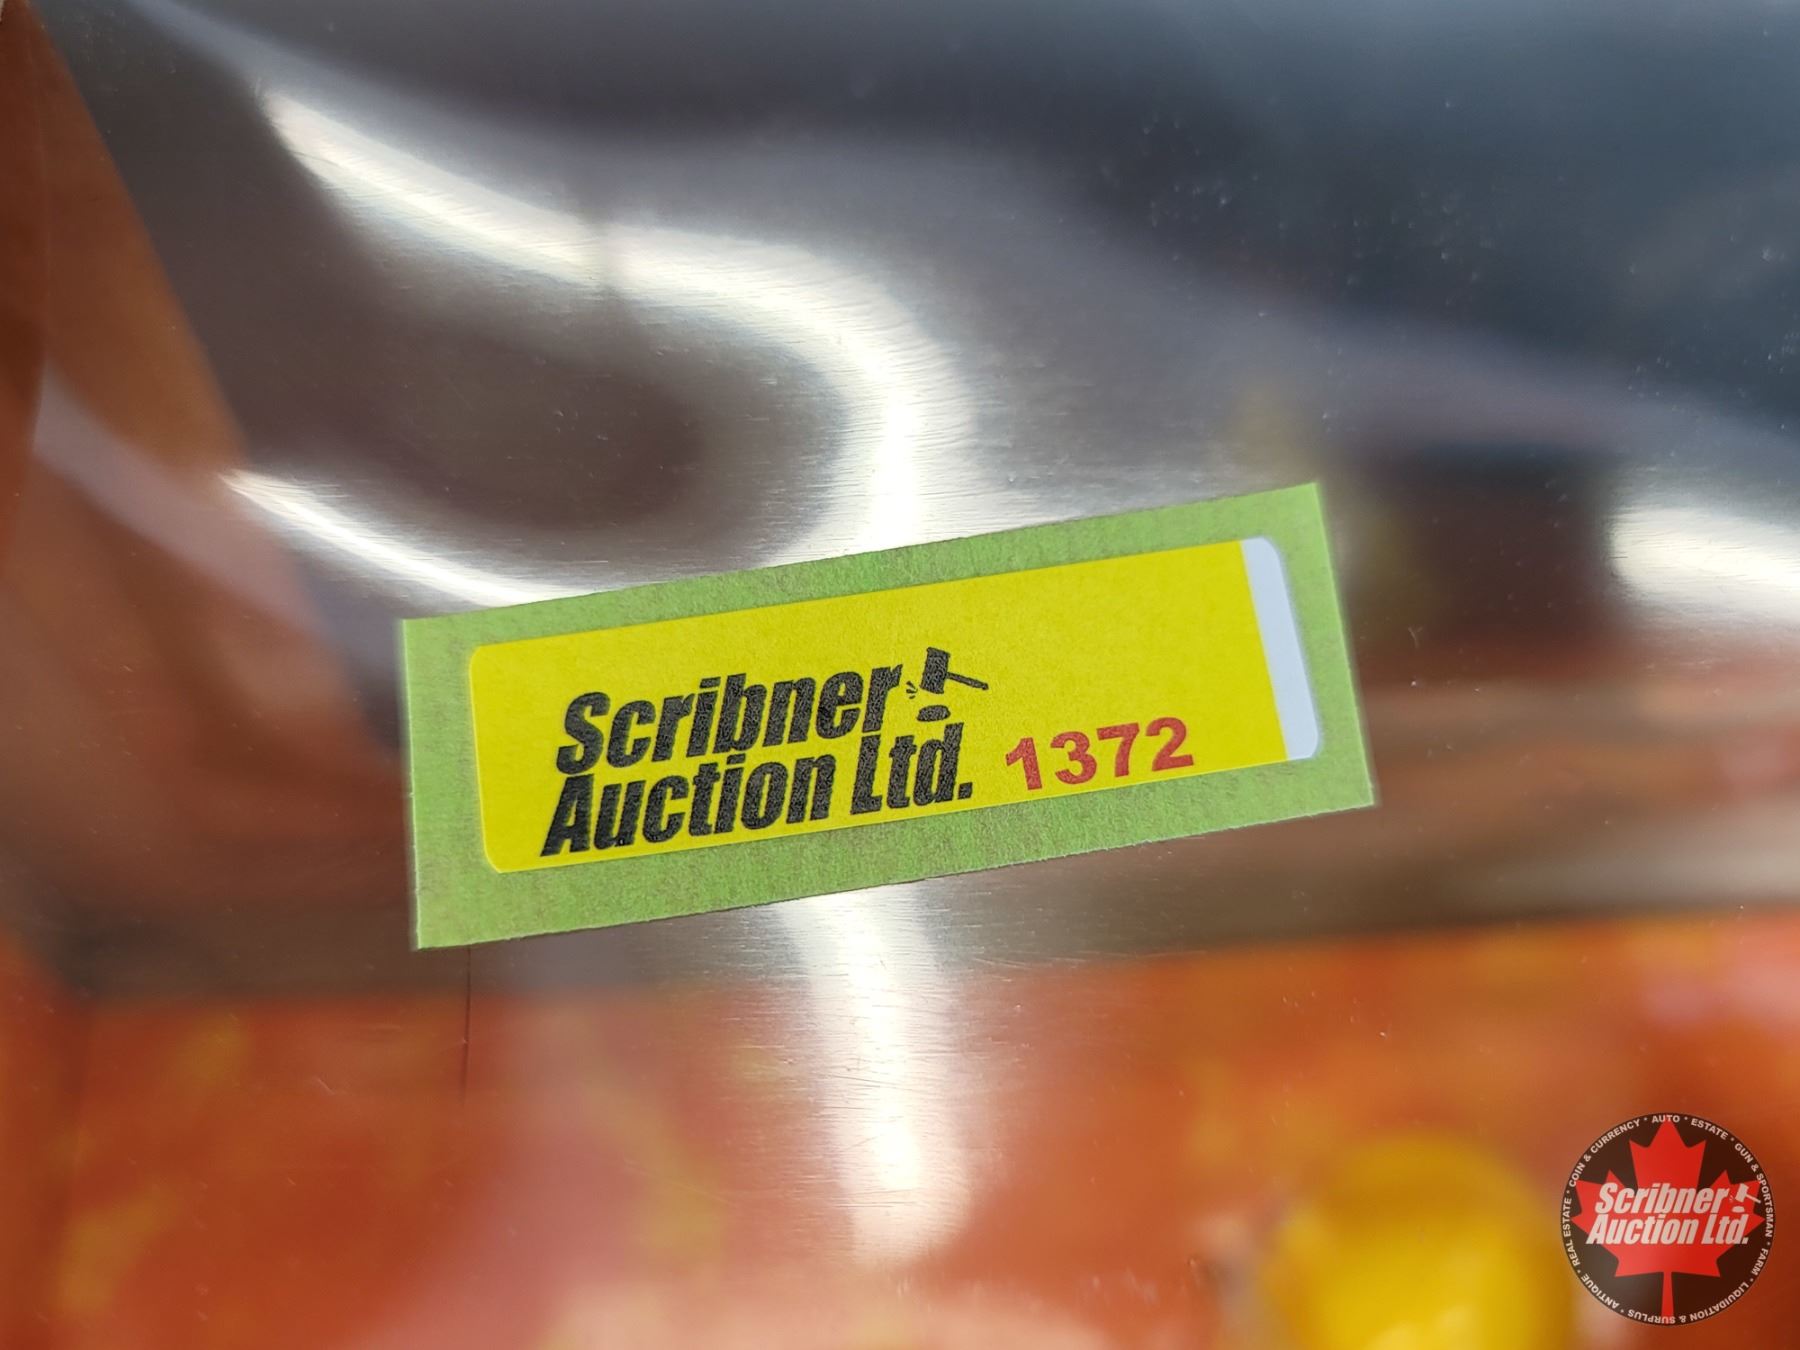 Scribner
Auction Ltd. 1372
COIN & CURRENCY * AUTO * ESTATE * GUN & SPORTSMAN * FARM * LIQUIDATION & SURPLUS * ANTIQUE * REAL ESTATE *
Scribner
Auction Ltd.